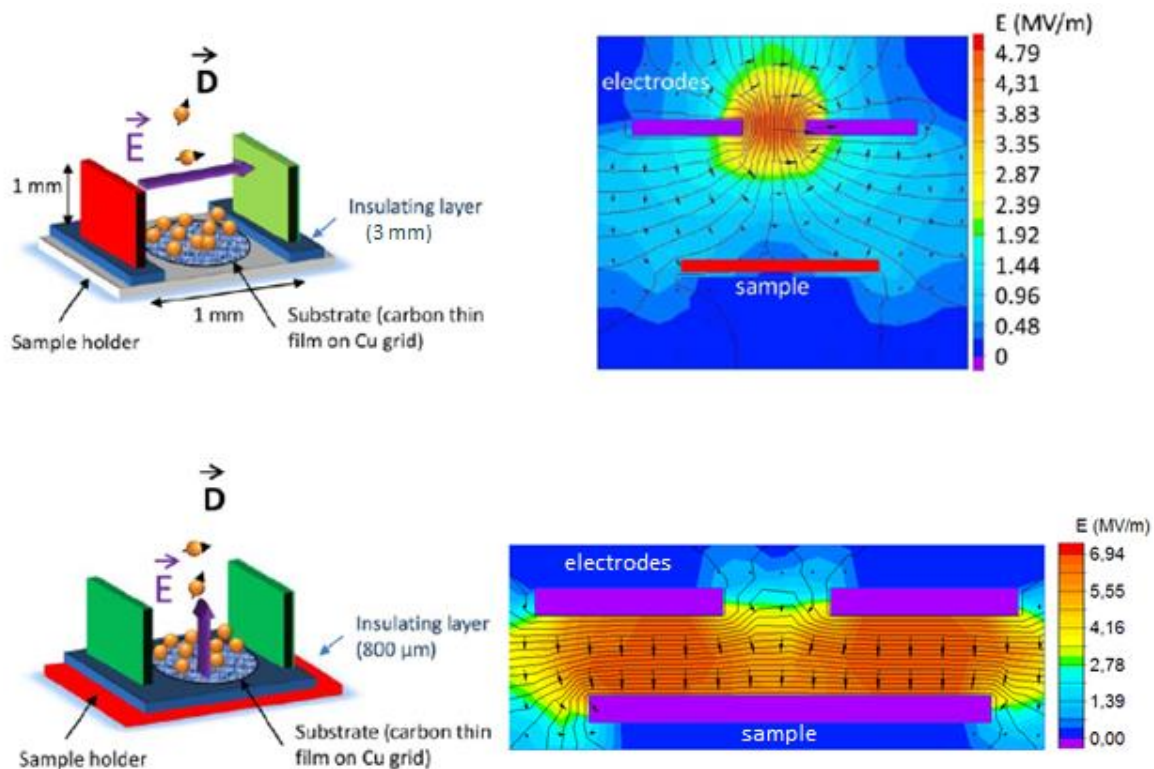 D
E
1 mm
Insulating layer
(3 mm)
1 mm
Substrate (carbon thin
film on Cu grid)
Sample holder
E (MV/m)
electrodes
4.79
4,31
3.83
3.35
2.87
2.39
1.92
1.44
0.96
0.48
0
sample
D
E
Insulating layer
(800 µm)
Substrate (carbon thin
film on Cu grid)
Sample holder
E (MV/m)
electrodes
6.94
5.55
4.16
2,78
1.39
0,00
sample